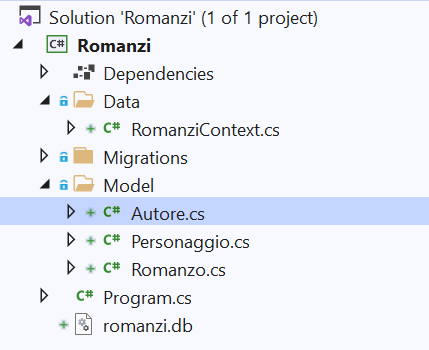 Solution 'Romanzi' (1 of 1 project)
C# Romanzi
Dependencies
Data
C# RomanziContext.cs
Migrations
Model
C# Autore.cs
C# Personaggio.cs
C# Romanzo.cs
C# Program.cs
romanzi.db